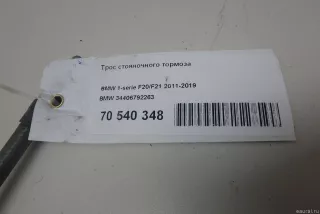 Трос стояночного тормоза
BMW 1-serie F20/F21 2011-2019
BMW 34406792263
70 540 348